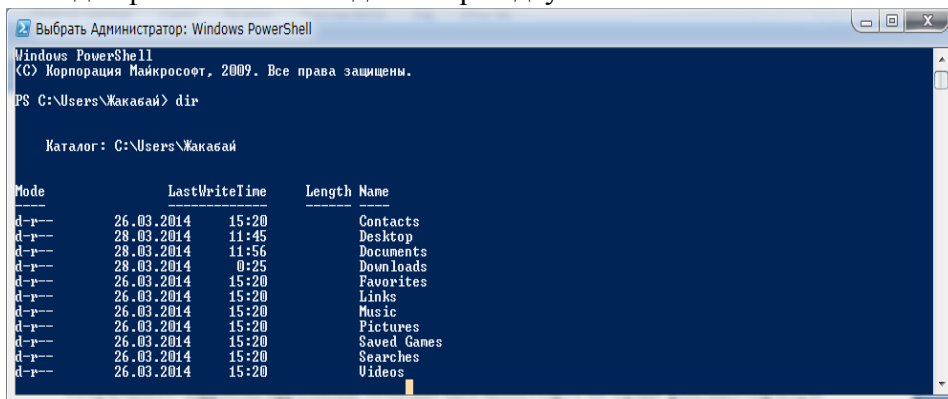 Выбрать Администратор: Windows PowerShell
Windows PowerShell
(C) Корпорация Майкрософт, 2009. Все права защищены.
PS C:\Users\Жакабай> dir
Каталог: C:\Users\Жакабай
Mode LastWriteTime Length Name
---- ------------- ------ ----
d-r-- 26.03.2014 15:20 Contacts
d-r-- 28.03.2014 11:45 Desktop
d-r-- 28.03.2014 11:56 Documents
d-r-- 28.03.2014 0:25 Downloads
d-r-- 26.03.2014 15:20 Favorites
d-r-- 26.03.2014 15:20 Links
d-r-- 26.03.2014 15:20 Music
d-r-- 26.03.2014 15:20 Pictures
d-r-- 26.03.2014 15:20 Saved Games
d-r-- 26.03.2014 15:20 Searches
d-r-- 26.03.2014 15:20 Videos